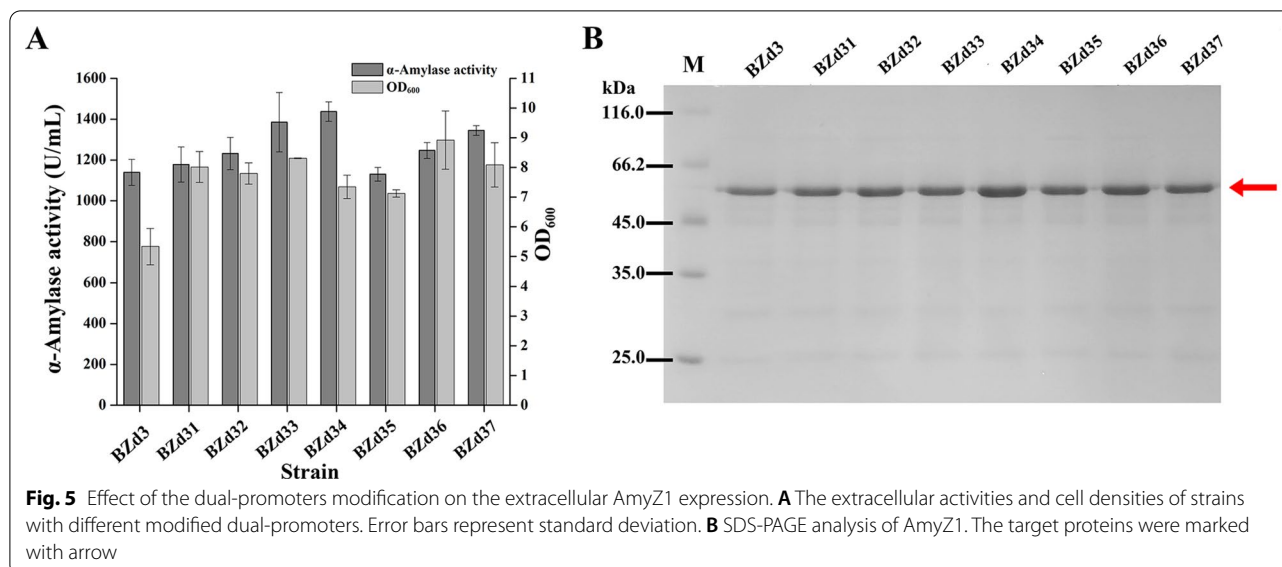 A
α-Amylase activity
OD₆₀₀
α-Amylase activity (U/mL)
1600
1400
1200
1000
800
600
400
200
0
OD₆₀₀
11
10
9
8
7
6
5
4
3
2
1
0
BZd3 BZd31 BZd32 BZd33 BZd34 BZd35 BZd36 BZd37
Strain
B
M BZd3 BZd31 BZd32 BZd33 BZd34 BZd35 BZd36 BZd37
kDa
116.0
66.2
45.0
35.0
25.0
Fig. 5 Effect of the dual-promoters modification on the extracellular AmyZ1 expression. A The extracellular activities and cell densities of strains
with different modified dual-promoters. Error bars represent standard deviation. B SDS-PAGE analysis of AmyZ1. The target proteins were marked
with arrow